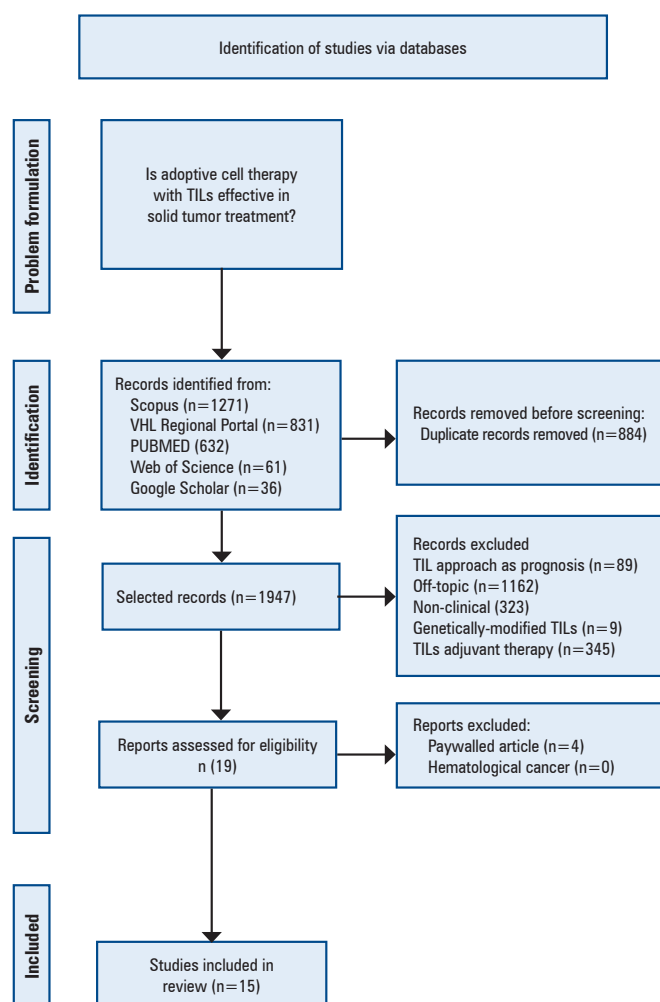 Identification of studies via databases
Problem formulation
Is adoptive cell therapy
with TILs effective in
solid tumor treatment?
Identification
Records identified from:
Scopus (n=1271)
VHL Regional Portal (n=831)
PUBMED (632)
Web of Science (n=61)
Google Scholar (n=36)
Records removed before screening:
Duplicate records removed (n=884)
Screening
Selected records (n=1947)
Records excluded
TIL approach as prognosis (n=89)
Off-topic (n=1162)
Non-clinical (323)
Genetically-modified TILs (n=9)
TILs adjuvant therapy (n=345)
Reports assessed for eligibility
n (19)
Reports excluded:
Paywalled article (n=4)
Hematological cancer (n=0)
Included
Studies included in
review (n=15)